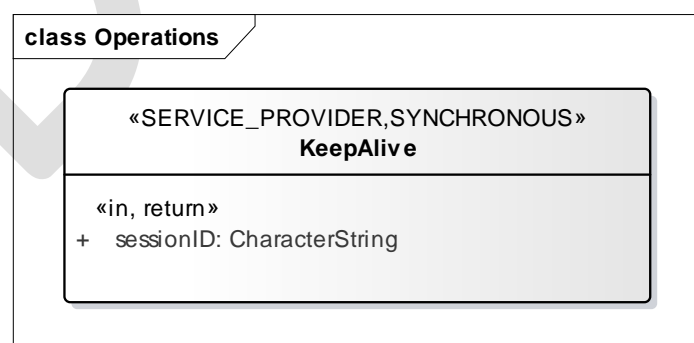 class Operations
«SERVICE_PROVIDER,SYNCHRONOUS»
KeepAlive
«in, return»
+ sessionID: CharacterString